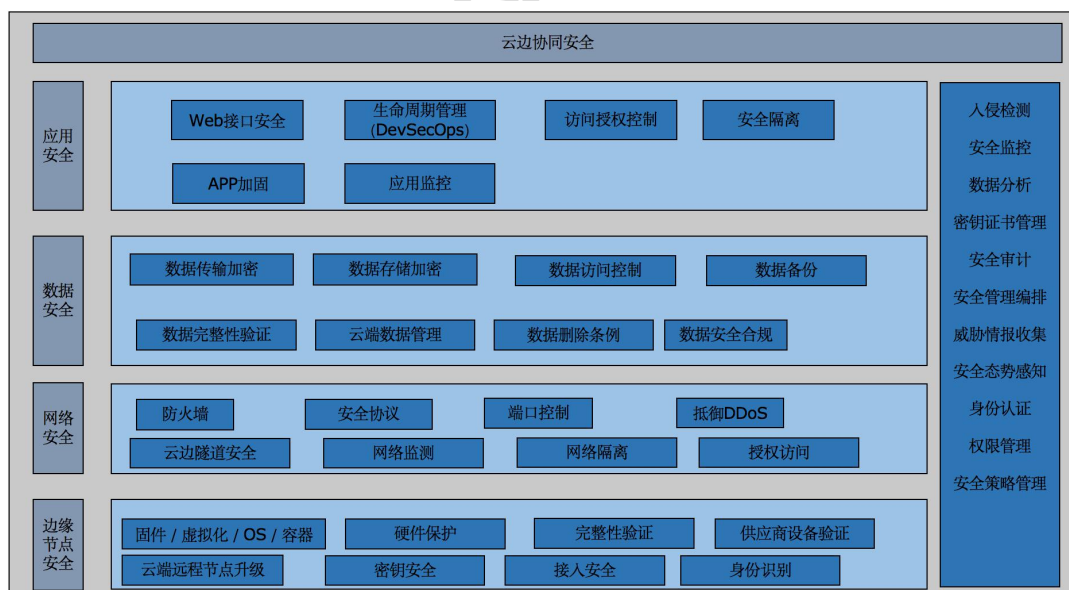 云边协同安全
应用
安全
Web接口安全
生命周期管理
(DevSecOps)
访问授权控制
安全隔离
APP加固
应用监控
数据
安全
数据传输加密
数据存储加密
数据访问控制
数据备份
数据完整性验证
云端数据管理
数据删除条例
数据安全合规
网络
安全
防火墙
安全协议
端口控制
抵御DDoS
云边隧道安全
网络监测
网络隔离
授权访问
边缘
节点
安全
固件 / 虚拟化 / OS / 容器
硬件保护
完整性验证
供应商设备验证
云端远程节点升级
密钥安全
接入安全
身份识别
入侵检测
安全监控
数据分析
密钥证书管理
安全审计
安全管理编排
威胁情报收集
安全态势感知
身份认证
权限管理
安全策略管理